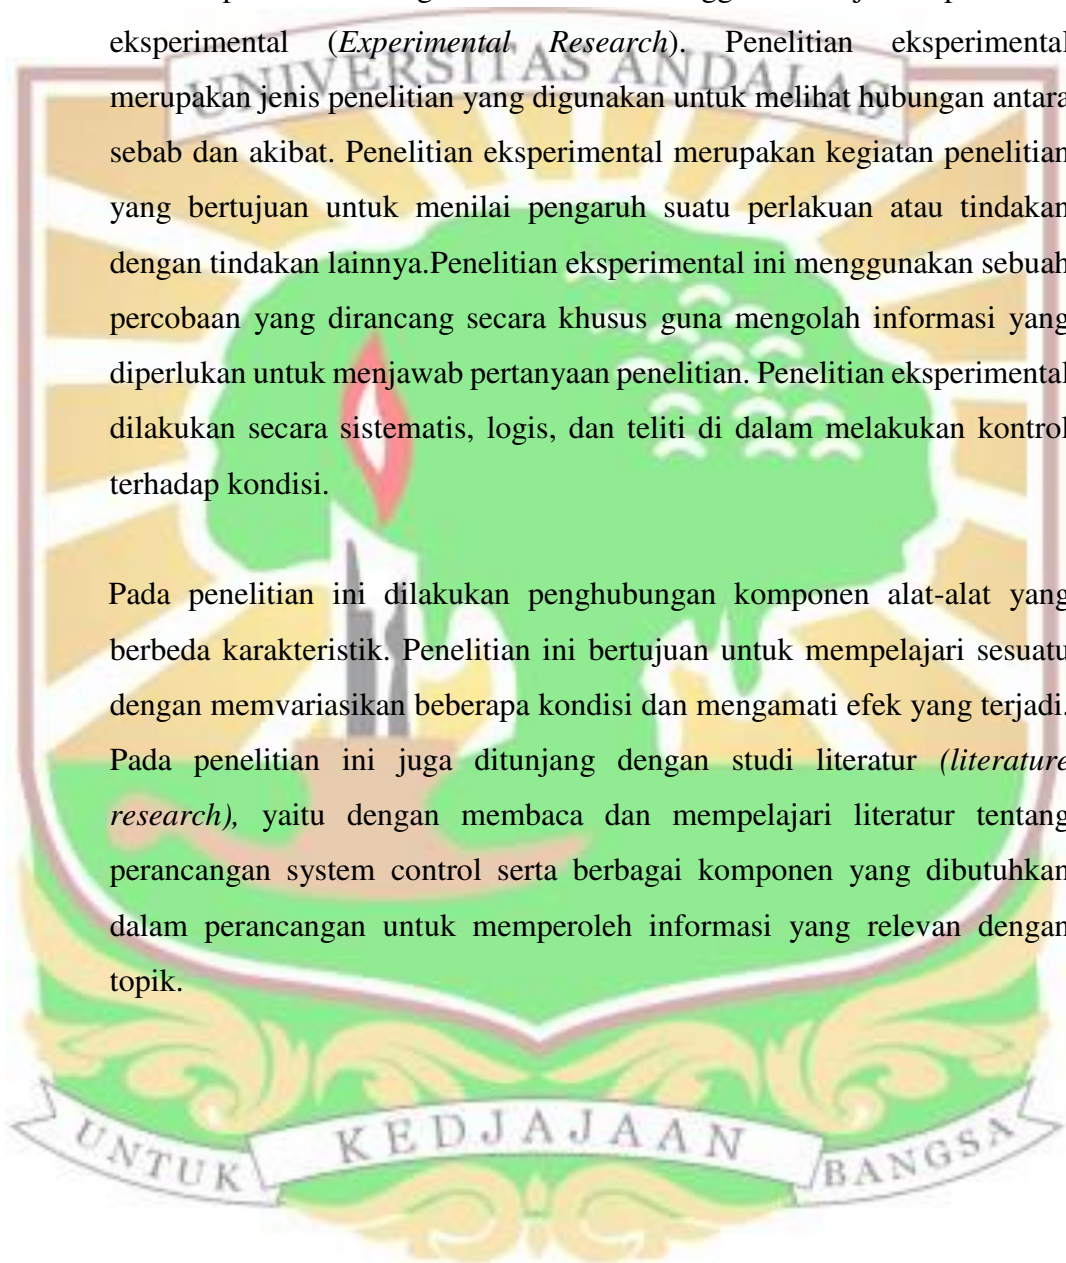 eksperimental (Experimental Research). Penelitian eksperimental
UNIVERSITAS ANDALAS
merupakan jenis penelitian yang digunakan untuk melihat hubungan antara
sebab dan akibat. Penelitian eksperimental merupakan kegiatan penelitian
yang bertujuan untuk menilai pengaruh suatu perlakuan atau tindakan
dengan tindakan lainnya.Penelitian eksperimental ini menggunakan sebuah
percobaan yang dirancang secara khusus guna mengolah informasi yang
diperlukan untuk menjawab pertanyaan penelitian. Penelitian eksperimental
dilakukan secara sistematis, logis, dan teliti di dalam melakukan kontrol
terhadap kondisi.
Pada penelitian ini dilakukan penghubungan komponen alat-alat yang
berbeda karakteristik. Penelitian ini bertujuan untuk mempelajari sesuatu
dengan memvariasikan beberapa kondisi dan mengamati efek yang terjadi.
Pada penelitian ini juga ditunjang dengan studi literatur (literature
research), yaitu dengan membaca dan mempelajari literatur tentang
perancangan system control serta berbagai komponen yang dibutuhkan
dalam perancangan untuk memperoleh informasi yang relevan dengan
topik.
UNTUK KEDJAJAAN BANGSA